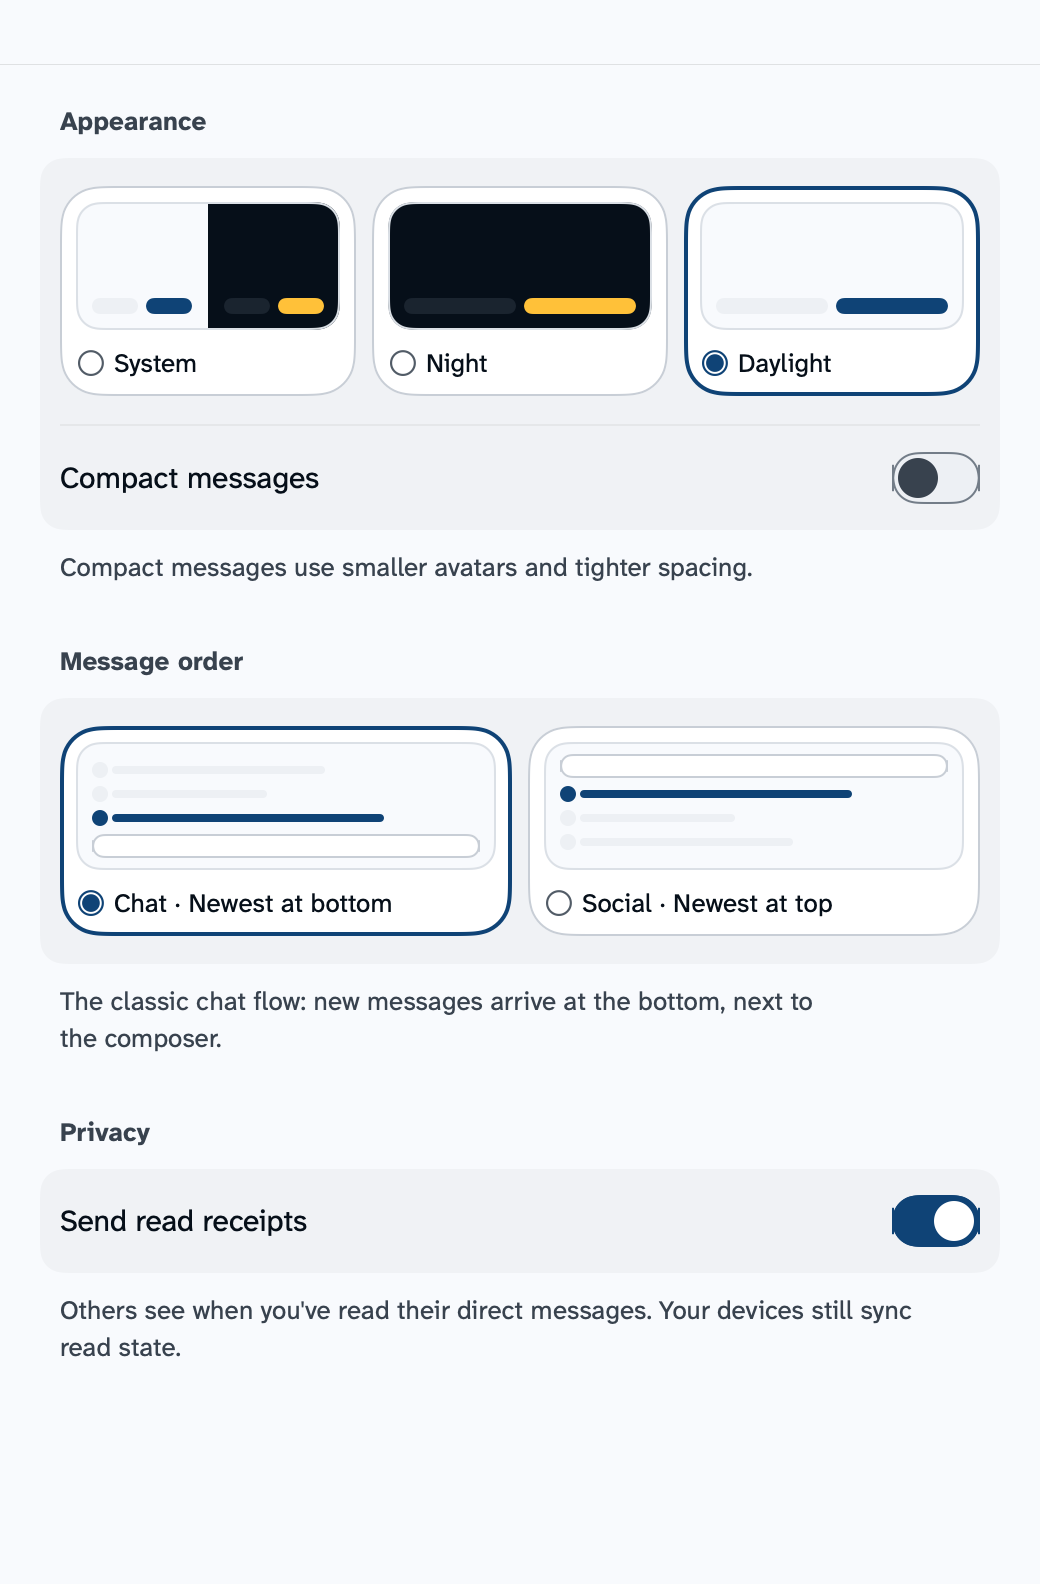 Appearance
System
Night
Daylight
Compact messages
Compact messages use smaller avatars and tighter spacing.
Message order
Chat · Newest at bottom
Social · Newest at top
The classic chat flow: new messages arrive at the bottom, next to
the composer.
Privacy
Send read receipts
Others see when you've read their direct messages. Your devices still sync
read state.